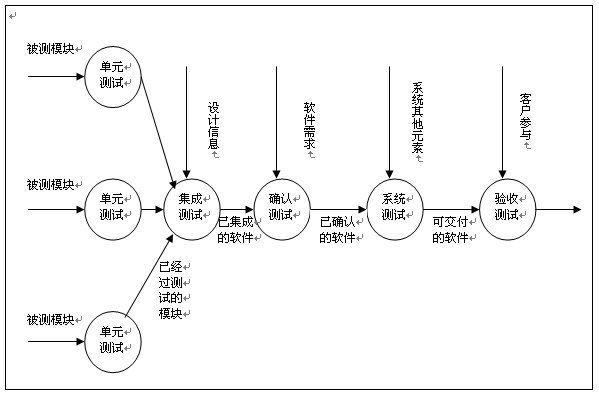 被测模块
单元
测试
设计信息
软件需求
系统其他元素
客户参与
被测模块
单元
测试
集成
测试
已集成
的软件
确认
测试
已确认
的软件
系统
测试
可交付
的软件
验收
测试
已经
过测
试的
模块
被测模块
单元
测试